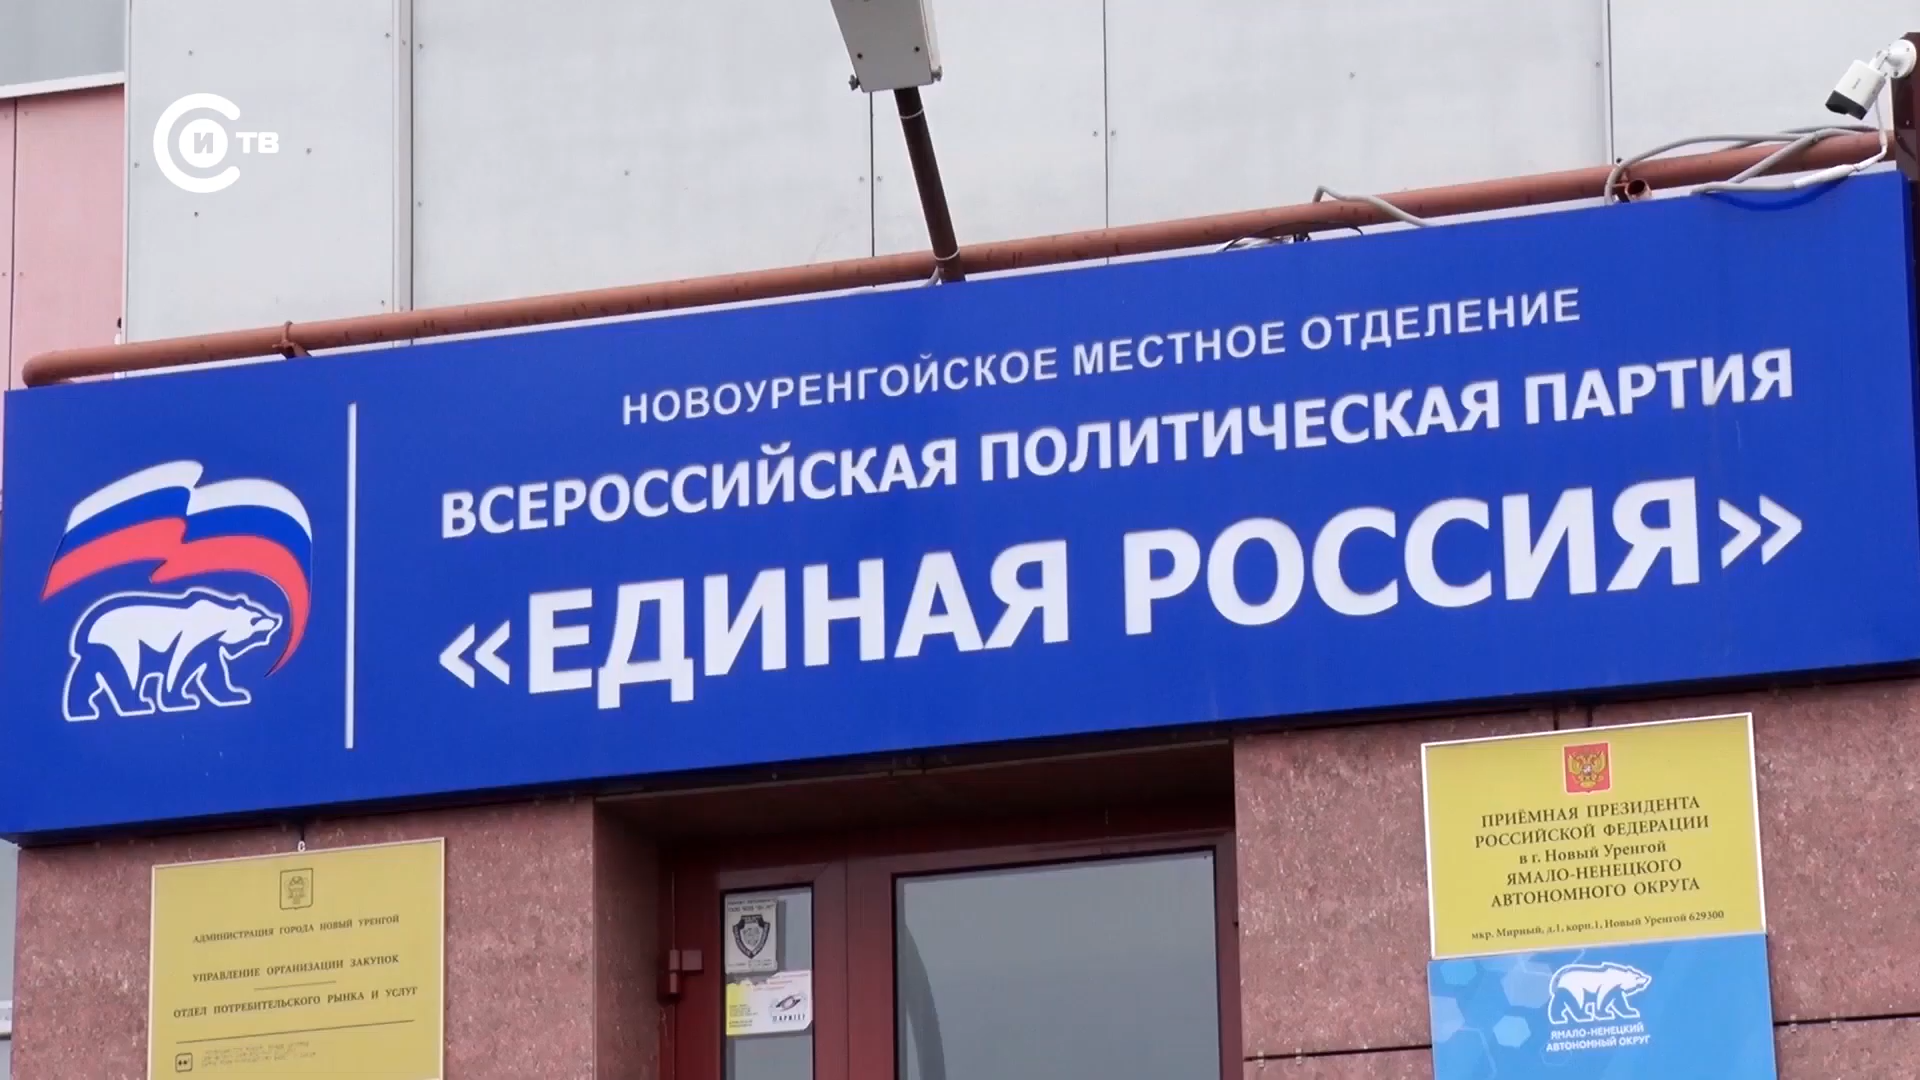 СИ ТВ
НОВОУРЕНГОЙСКОЕ МЕСТНОЕ ОТДЕЛЕНИЕ
ВСЕРОССИЙСКАЯ ПОЛИТИЧЕСКАЯ ПАРТИЯ
«ЕДИНАЯ РОССИЯ»
АДМИНИСТРАЦИЯ ГОРОДА НОВЫЙ УРЕНГОЙ
УПРАВЛЕНИЕ ОРГАНИЗАЦИИ ЗАКУПОК
ОТДЕЛ ПОТРЕБИТЕЛЬСКОГО РЫНКА И УСЛУГ
ПРИЁМНАЯ ПРЕЗИДЕНТА
РОССИЙСКОЙ ФЕДЕРАЦИИ
в г. Новый Уренгой
ЯМАЛО-НЕНЕЦКОГО
АВТОНОМНОГО ОКРУГА
мкр. Мирный, д.1, корп.1, Новый Уренгой 629300
ЯМАЛО-НЕНЕЦКИЙ
АВТОНОМНЫЙ ОКРУГ